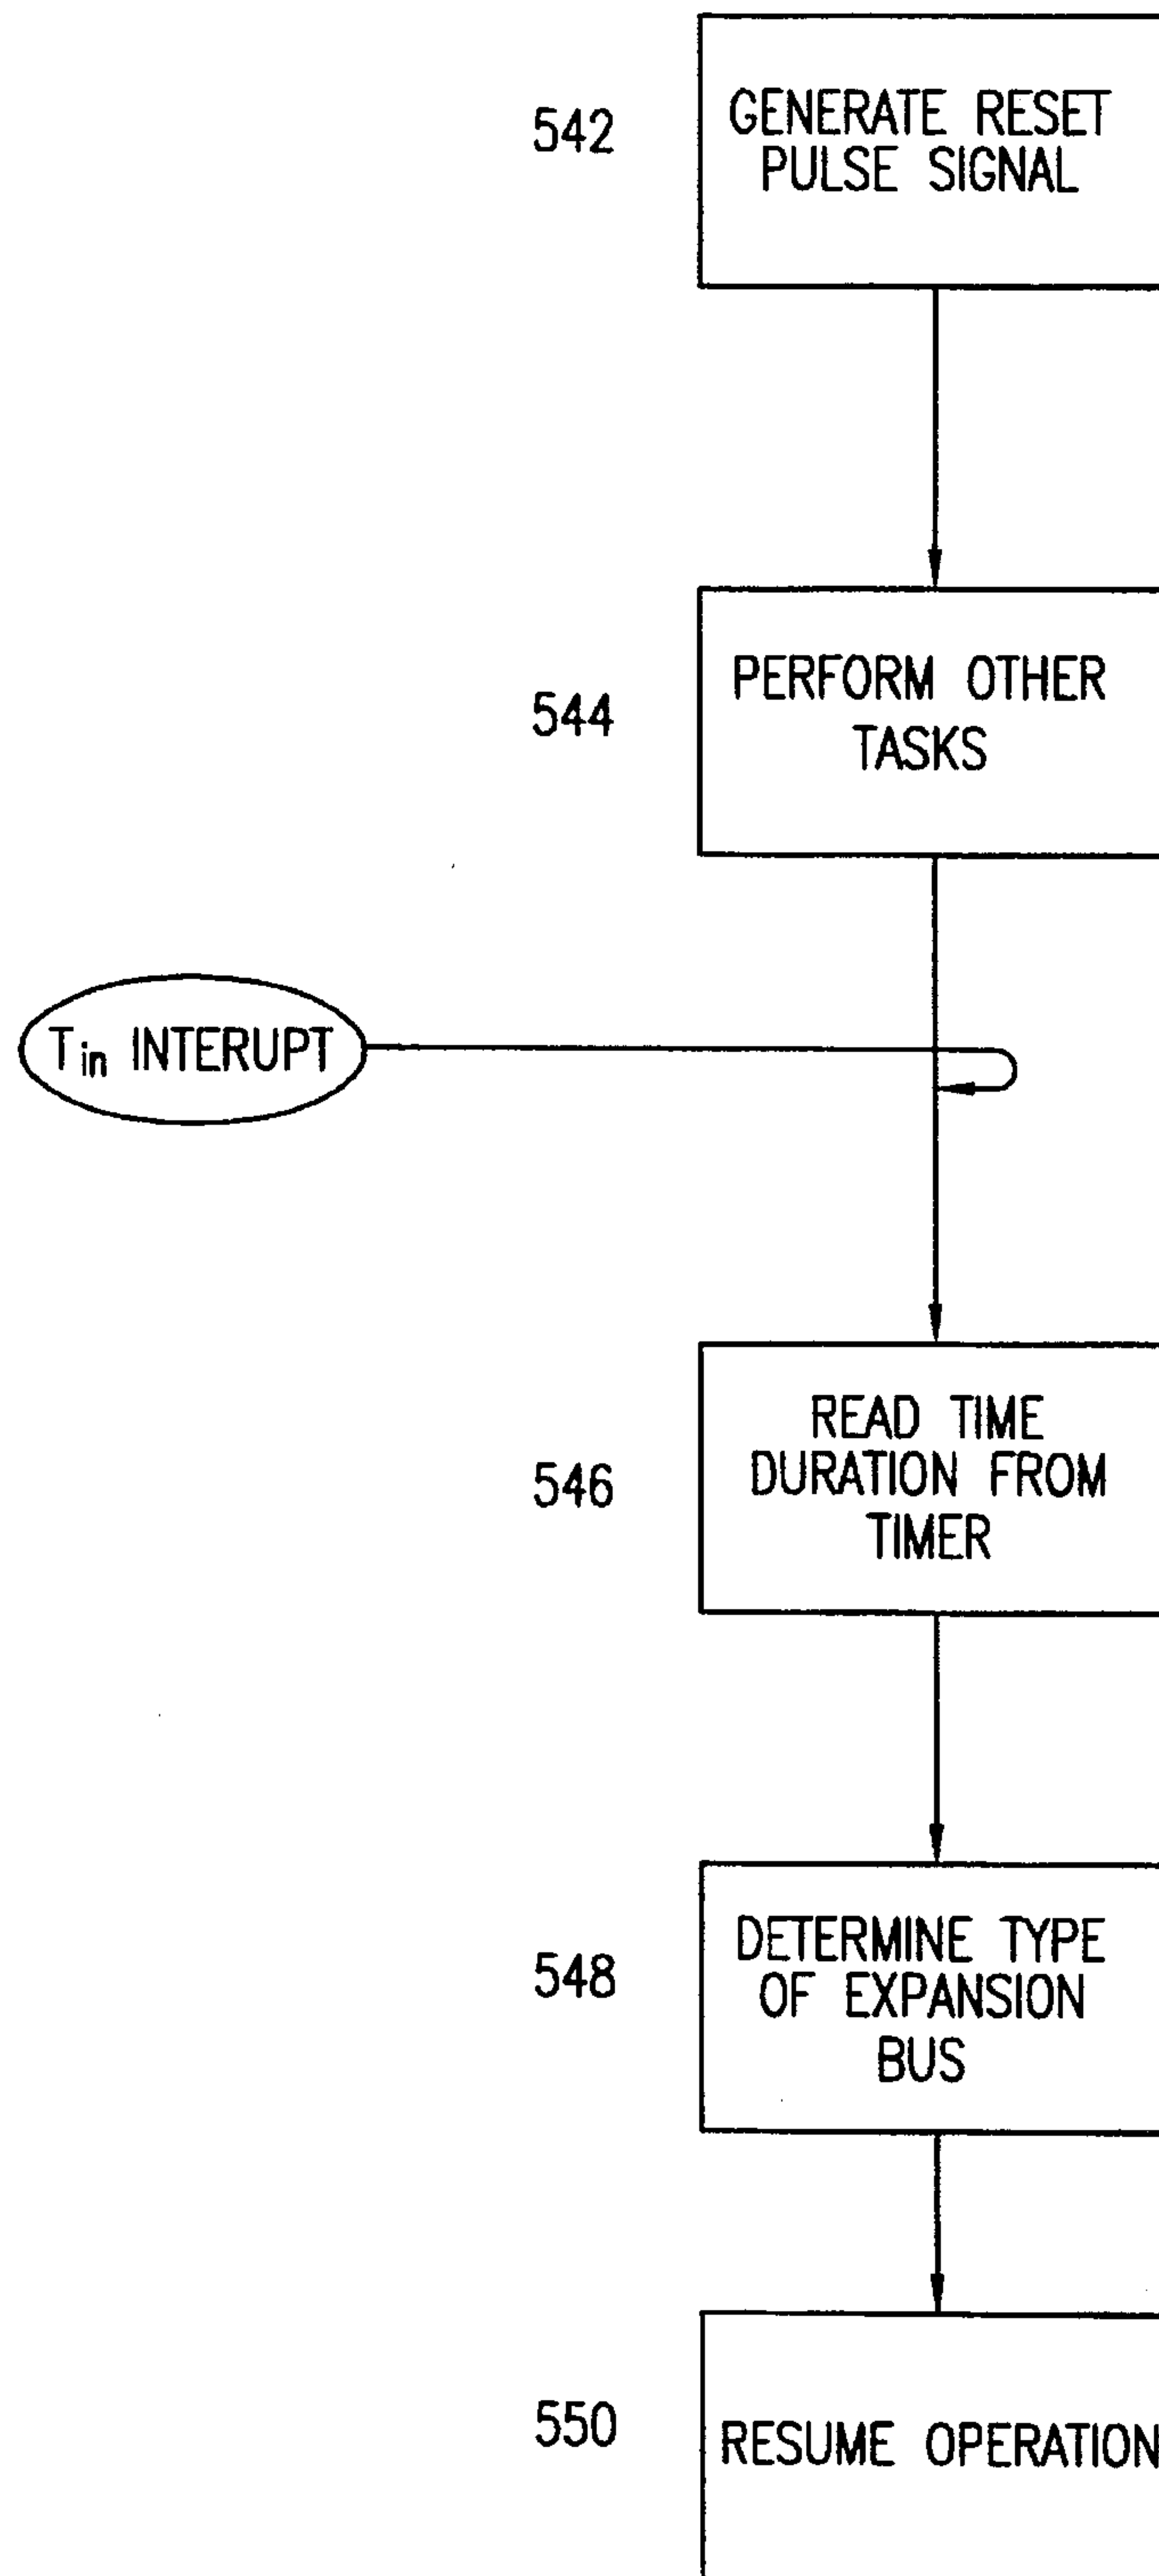 542
GENERATE RESET
PULSE SIGNAL
544
PERFORM OTHER
TASKS
Tin INTERUPT
546
READ TIME
DURATION FROM
TIMER
548
DETERMINE TYPE
OF EXPANSION
BUS
550
RESUME OPERATION